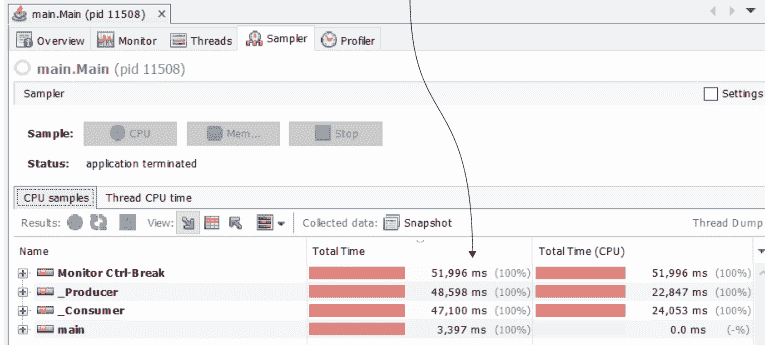 main.Main (pid 11508)
Overview Monitor Threads Sampler Profiler
main.Main (pid 11508)
Sampler Settings
Sample: CPU Mem... Stop
Status: application terminated
CPU samples Thread CPU time
Results: View: Collected data: Snapshot Thread Dump
Name Total Time Total Time (CPU)
Monitor Ctrl-Break 51,996 ms (100%) 51,996 ms (100%)
_Producer 48,598 ms (100%) 22,847 ms (100%)
_Consumer 47,100 ms (100%) 24,053 ms (100%)
main 3,397 ms (100%) 0.0 ms (-%)